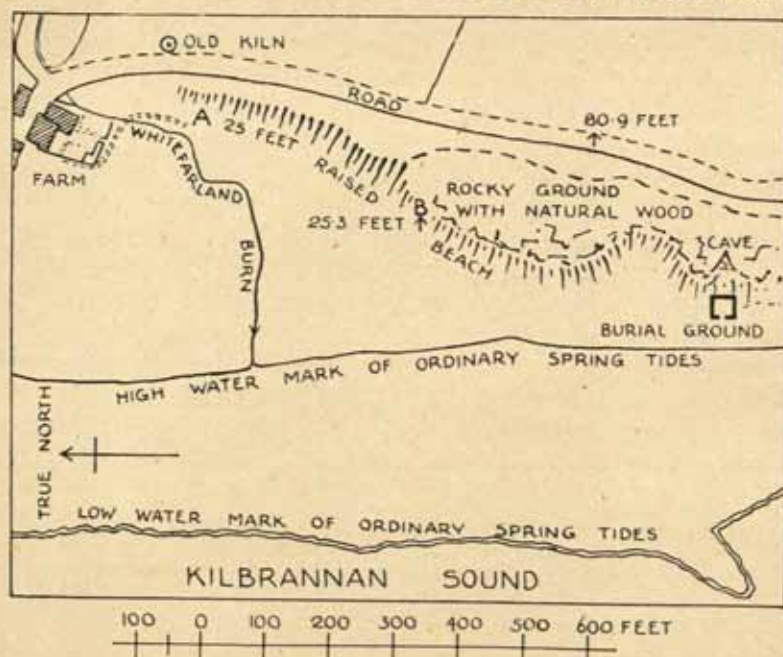 OLD KILN
ROAD
80·9 FEET
A 25 FEET RAISED BEACH
WHITEFARLAND BURN
FARM
B
25·3 FEET
ROCKY GROUND
WITH NATURAL WOOD
CAVE
BURIAL GROUND
HIGH WATER MARK OF ORDINARY SPRING TIDES
TRUE NORTH
LOW WATER MARK OF ORDINARY SPRING TIDES
KILBRANNAN SOUND
100 0 100 200 300 400 500 600 FEET